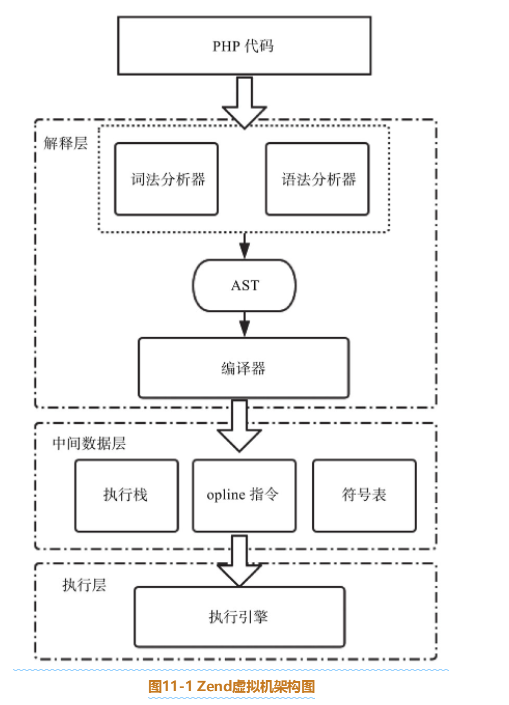 PHP 代码
解释层
词法分析器
语法分析器
AST
编译器
中间数据层
执行栈
opline 指令
符号表
执行层
执行引擎
图11-1 Zend虚拟机架构图